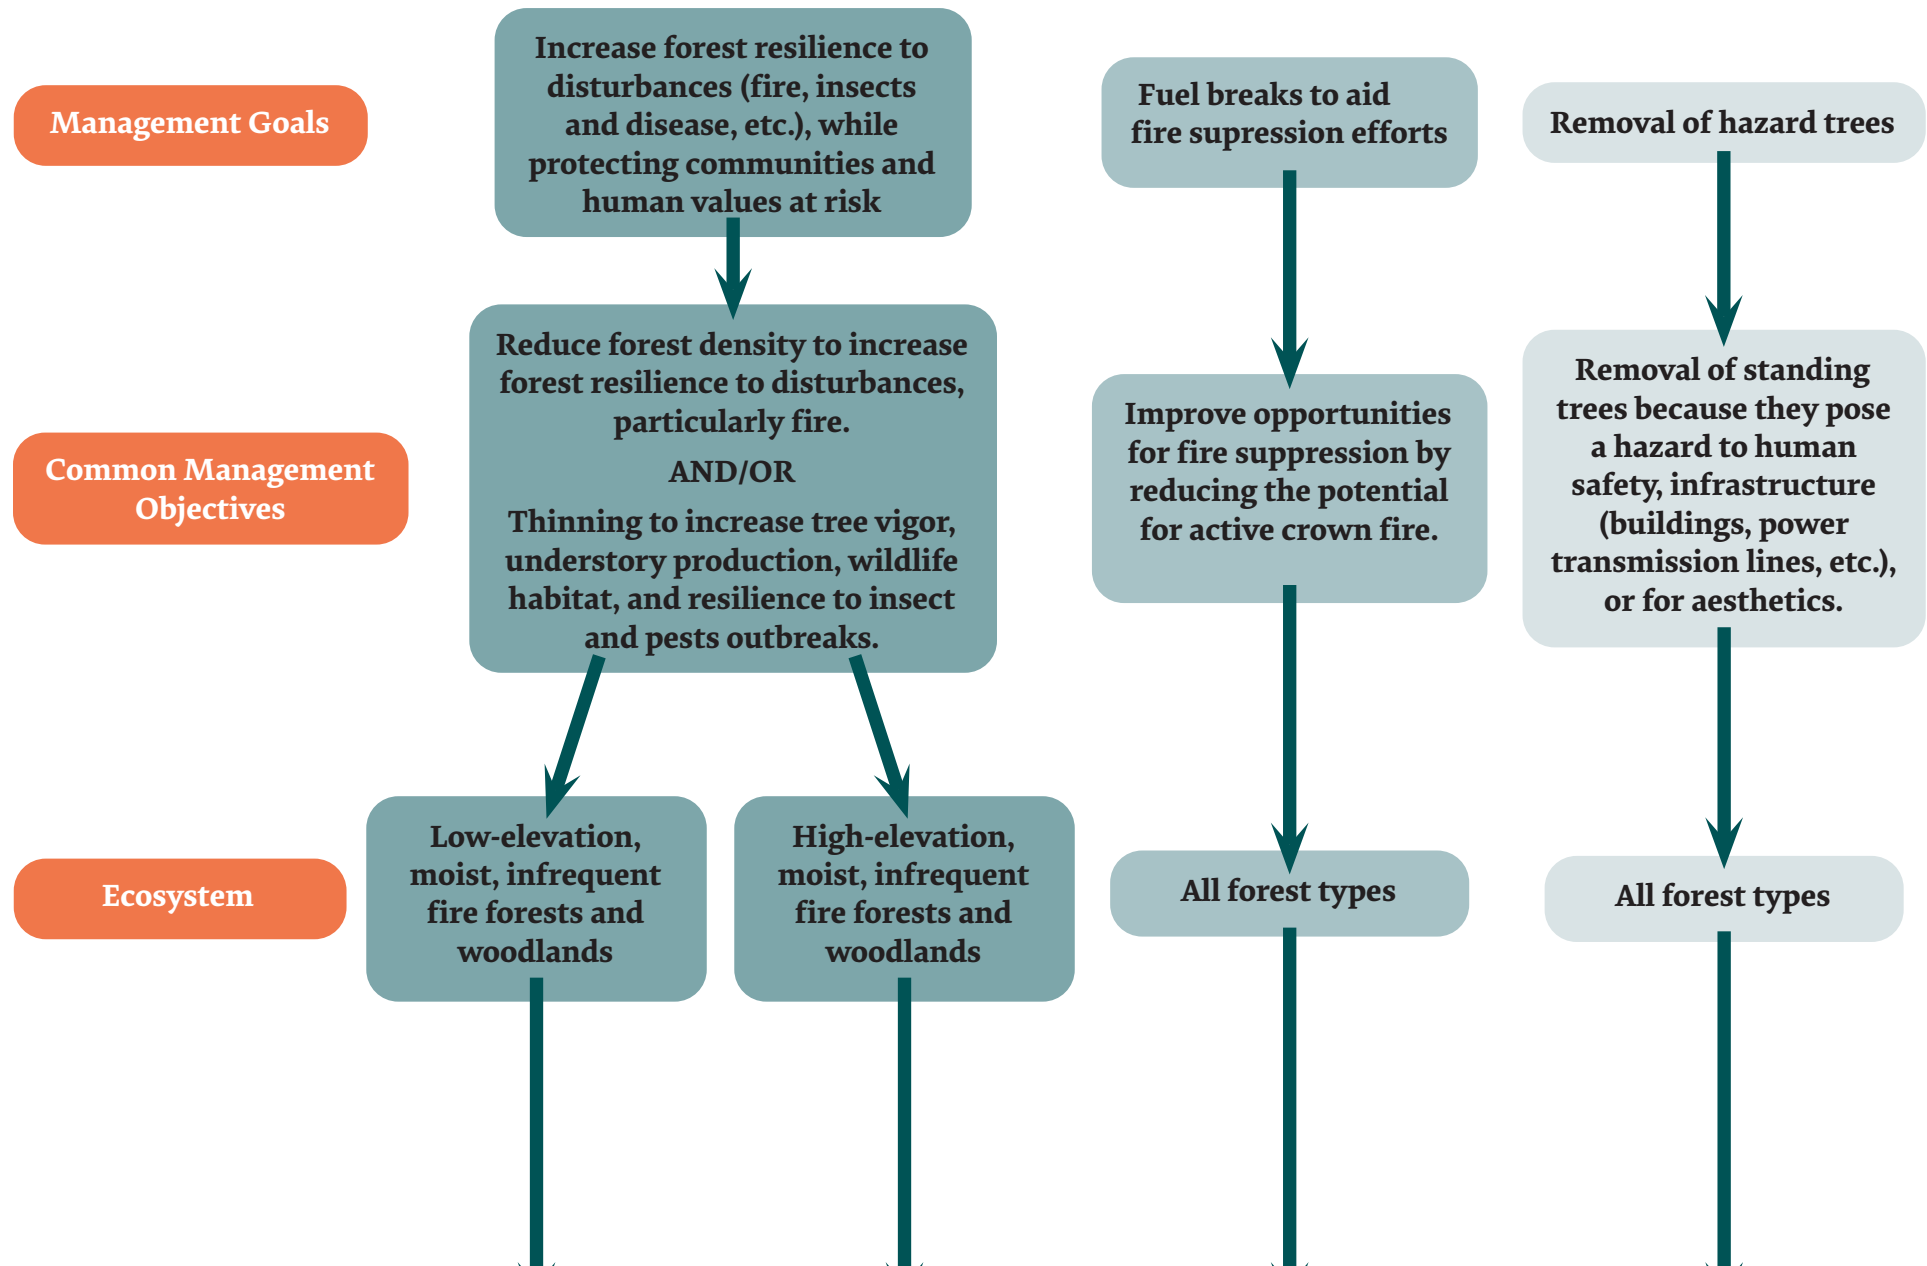 Management Goals
Increase forest resilience to
disturbances (fire, insects
and disease, etc.), while
protecting communities and
human values at risk
Fuel breaks to aid
fire supression efforts
Removal of hazard trees
Common Management
Objectives
Reduce forest density to increase
forest resilience to disturbances,
particularly fire.
AND/OR
Thinning to increase tree vigor,
understory production, wildlife
habitat, and resilience to insect
and pests outbreaks.
Improve opportunities
for fire suppression by
reducing the potential
for active crown fire.
Removal of standing
trees because they pose
a hazard to human
safety, infrastructure
(buildings, power
transmission lines, etc.),
or for aesthetics.
Ecosystem
Low-elevation,
moist, infrequent
fire forests and
woodlands
High-elevation,
moist, infrequent
fire forests and
woodlands
All forest types
All forest types